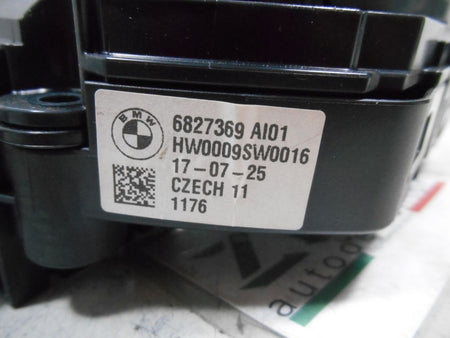 BMW
6827369 AI01
HW0009SW0016
17-07-25
CZECH 11
1176